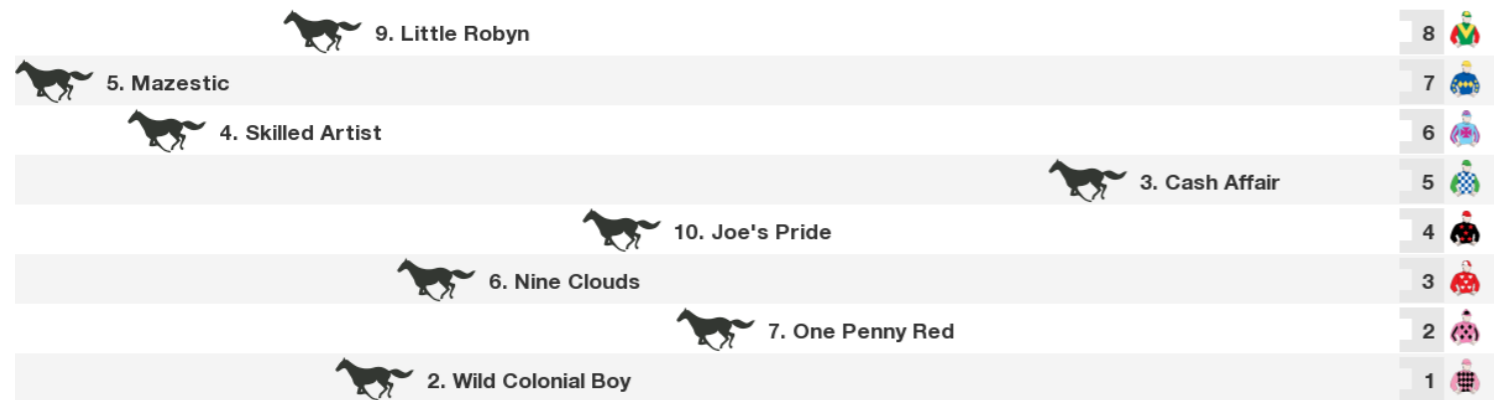 9. Little Robyn 8
5. Mazestic 7
4. Skilled Artist 6
3. Cash Affair 5
10. Joe's Pride 4
6. Nine Clouds 3
7. One Penny Red 2
2. Wild Colonial Boy 1